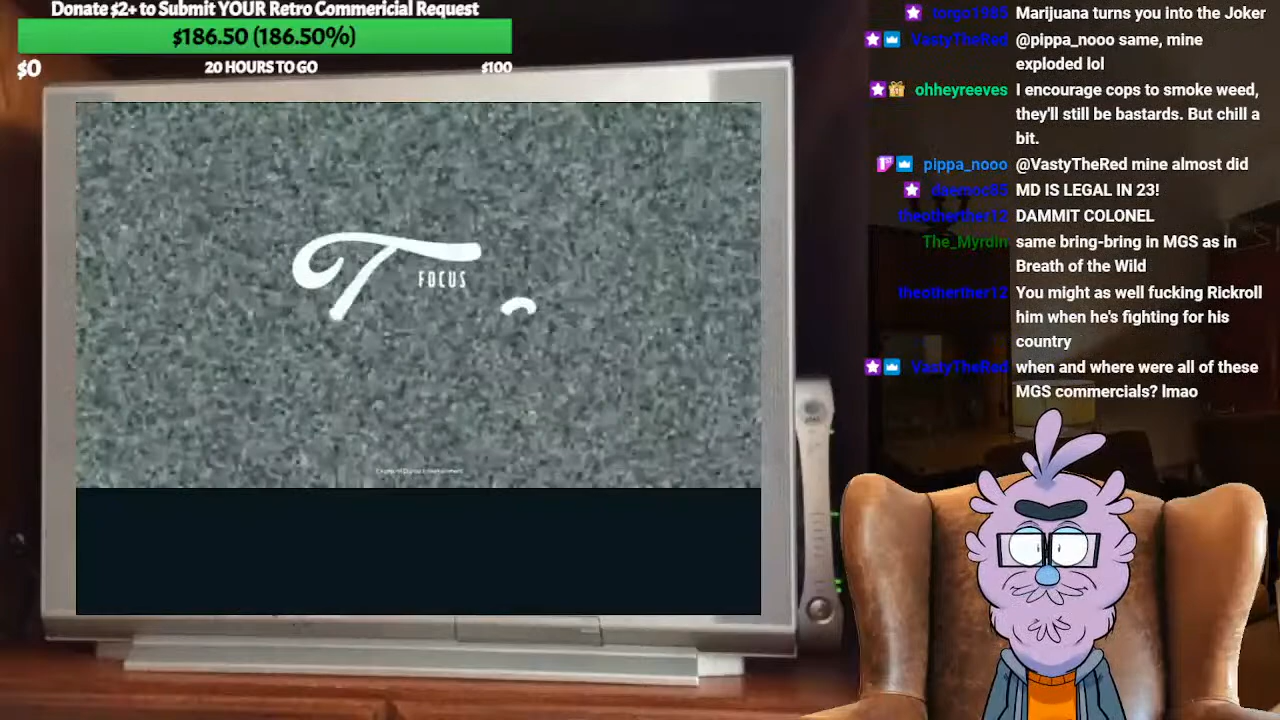 Donate $2+ to Submit YOUR Retro Commericial Request
$186.50 (186.50%)
$0
20 HOURS TO GO
$100
T
FOCUS
torgo1985 Marijuana turns you into the Joker
VastyTheRed @pippa_nooo same, mine
exploded lol
ohheyreeves I encourage cops to smoke weed,
they'll still be bastards. But chill a
bit.
pippa_nooo @VastyTheRed mine almost did
daemoc55 MD IS LEGAL IN 23!
theotherther12 DAMMIT COLONEL
The_Myrdin same bring-bring in MGS as in
Breath of the Wild
theotherther12 You might as well fucking Rickroll
him when he's fighting for his
country
VastyTheRed when and where were all of these
MGS commercials? lmao